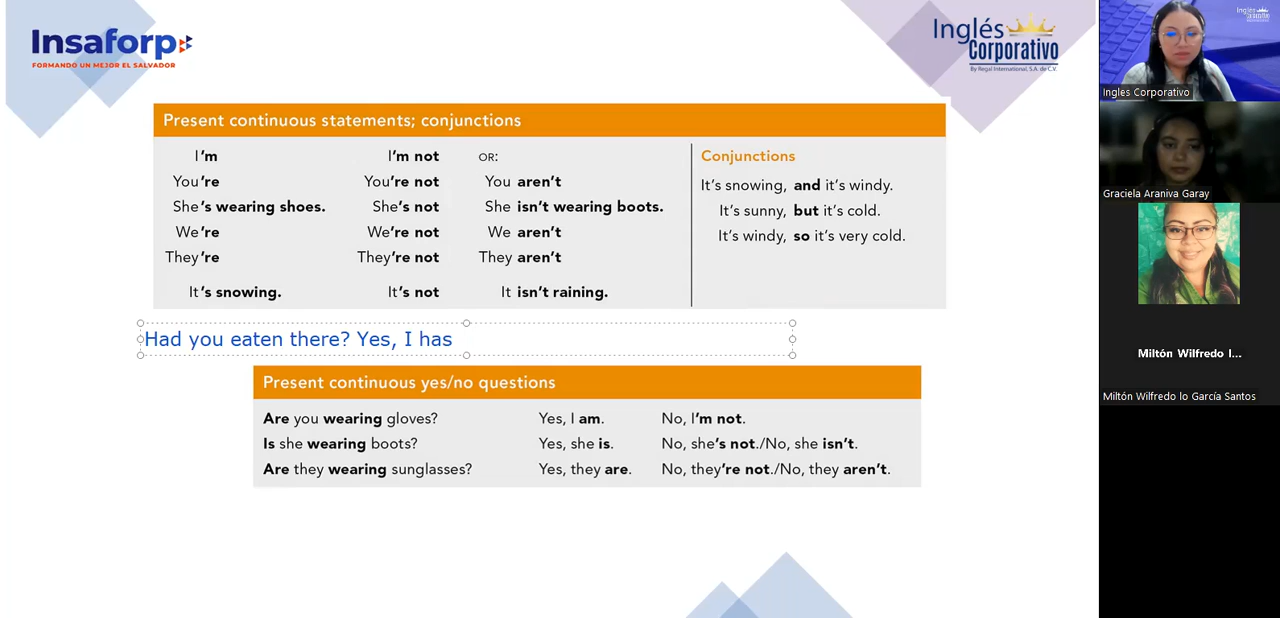 Insaforp
FORMANDO UN MEJOR EL SALVADOR
Inglés
Corporativo
By Regal International, S.A. de C.V.
Present continuous statements; conjunctions
I'm I'm not OR: Conjunctions
You're You're not You aren't It's snowing, and it's windy.
She's wearing shoes. She's not She isn't wearing boots. It's sunny, but it's cold.
We're We're not We aren't It's windy, so it's very cold.
They're They're not They aren't
It's snowing. It's not It isn't raining.
Had you eaten there? Yes, I has
Present continuous yes/no questions
Are you wearing gloves? Yes, I am. No, I'm not.
Is she wearing boots? Yes, she is. No, she's not./No, she isn't.
Are they wearing sunglasses? Yes, they are. No, they're not./No, they aren't.
Ingles Corporativo
Graciela Araniva Garay
Miltón Wilfredo l...
Miltón Wilfredo lo García Santos